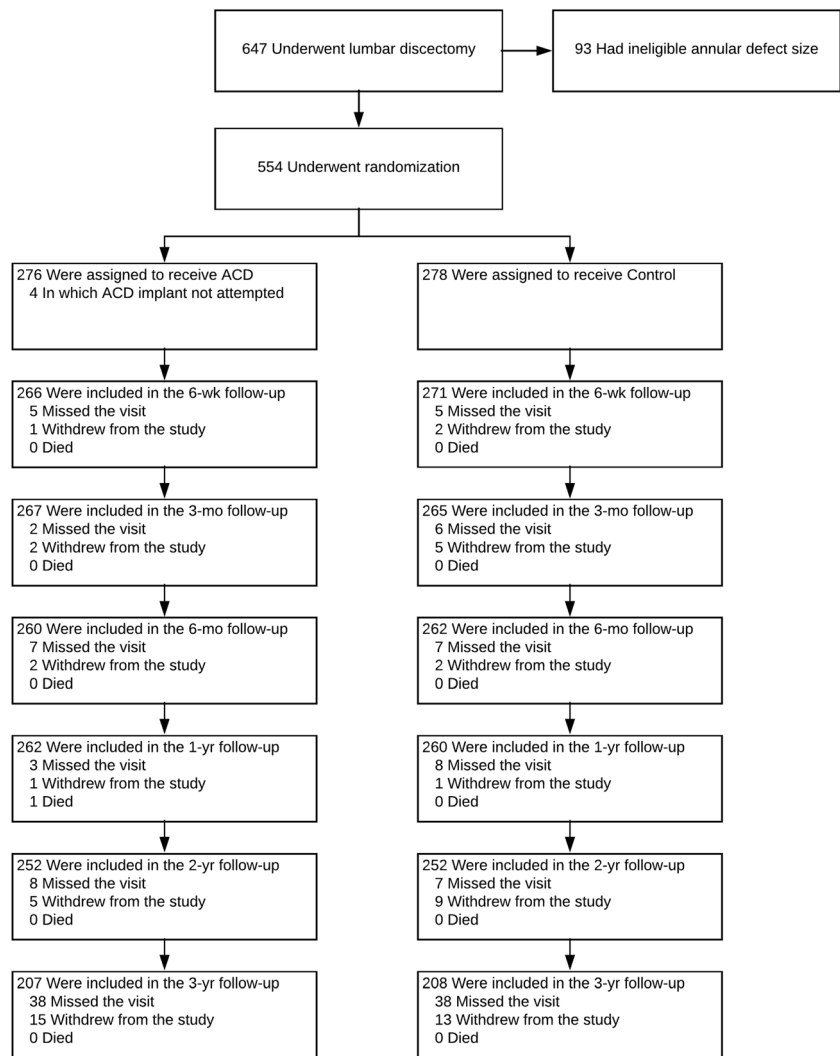 647 Underwent lumbar discectomy
93 Had ineligible annular defect size
554 Underwent randomization
276 Were assigned to receive ACD
4 In which ACD implant not attempted
278 Were assigned to receive Control
266 Were included in the 6-wk follow-up
5 Missed the visit
1 Withdrew from the study
0 Died
271 Were included in the 6-wk follow-up
5 Missed the visit
2 Withdrew from the study
0 Died
267 Were included in the 3-mo follow-up
2 Missed the visit
2 Withdrew from the study
0 Died
265 Were included in the 3-mo follow-up
6 Missed the visit
5 Withdrew from the study
0 Died
260 Were included in the 6-mo follow-up
7 Missed the visit
2 Withdrew from the study
0 Died
262 Were included in the 6-mo follow-up
7 Missed the visit
2 Withdrew from the study
0 Died
262 Were included in the 1-yr follow-up
3 Missed the visit
1 Withdrew from the study
1 Died
260 Were included in the 1-yr follow-up
8 Missed the visit
1 Withdrew from the study
0 Died
252 Were included in the 2-yr follow-up
8 Missed the visit
5 Withdrew from the study
0 Died
252 Were included in the 2-yr follow-up
7 Missed the visit
9 Withdrew from the study
0 Died
207 Were included in the 3-yr follow-up
38 Missed the visit
15 Withdrew from the study
0 Died
208 Were included in the 3-yr follow-up
38 Missed the visit
13 Withdrew from the study
0 Died